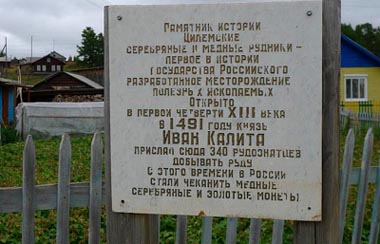 Памятник истории
Цилемские
серебряные и медные рудники –
первое в истории
государства Российского
разработанное месторождение
полезных ископаемых
Открыто
в первой четверти XIII века
в 1491 году князь
Иван Калита
прислал сюда 340 рудознатцев
добывать руду
С этого времени в России
стали чеканить медные
серебряные и золотые монеты